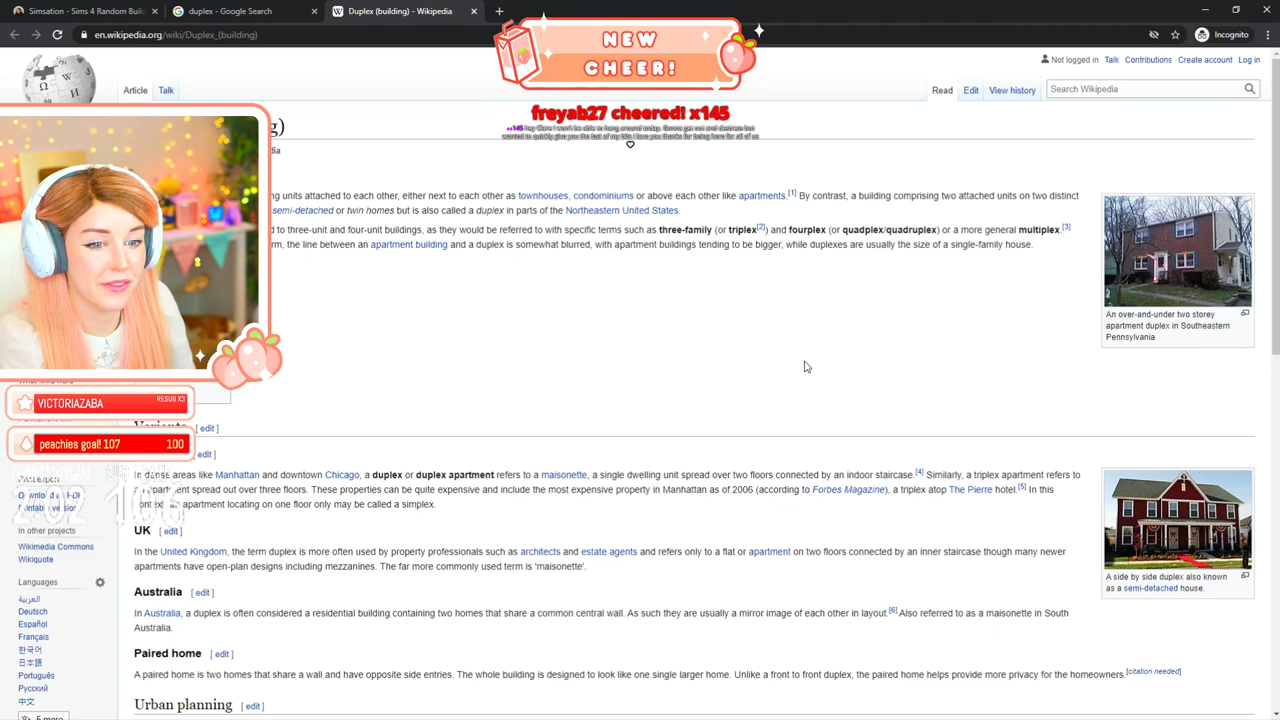 Simsation - Sims 4 Random Buil
duplex - Google Search
Duplex (building) - Wikipedia
en.wikipedia.org/wiki/Duplex_(building)
Incognito
NEW
CHEER!
freyab27 cheered! x145
Not logged in Talk Contributions Create account Log in
Article Talk
Read Edit View history
Search Wikipedia
units attached to each other, either next to each other as townhouses, condominiums or above each other like apartments.[1] By contrast, a building comprising two attached units on two distinct
semi-detached or twin homes but is also called a duplex in parts of the Northeastern United States.
to three-unit and four-unit buildings, as they would be referred to with specific terms such as three-family (or triplex[2]) and fourplex (or quadplex/quadruplex) or a more general multiplex.[3]
the line between an apartment building and a duplex is somewhat blurred, with apartment buildings tending to be bigger, while duplexes are usually the size of a single-family house.
An over-and-under two storey
apartment duplex in Southeastern
Pennsylvania
VICTORIAZABA RESUB X3
peachies goal! 107 100
[ edit ]
[ edit ]
In dense areas like Manhattan and downtown Chicago, a duplex or duplex apartment refers to a maisonette, a single dwelling unit spread over two floors connected by an indoor staircase.[4] Similarly, a triplex apartment refers to
spread out over three floors. These properties can be quite expensive and include the most expensive property in Manhattan as of 2006 (according to Forbes Magazine), a triplex atop The Pierre hotel.[5] In this
apartment locating on one floor only may be called a simplex.
UK [ edit ]
In the United Kingdom, the term duplex is more often used by property professionals such as architects and estate agents and refers only to a flat or apartment on two floors connected by an inner staircase though many newer
apartments have open-plan designs including mezzanines. The far more commonly used term is 'maisonette'.
Australia [ edit ]
In Australia, a duplex is often considered a residential building containing two homes that share a common central wall. As such they are usually a mirror image of each other in layout.[6] Also referred to as a maisonette in South
Australia.
Paired home [ edit ]
A paired home is two homes that share a wall and have opposite side entries. The whole building is designed to look like one single larger home. Unlike a front to front duplex, the paired home helps provide more privacy for the homeowners.[citation needed]
Urban planning [ edit ]
A side by side duplex also known
as a semi-detached house.
In other projects
Wikimedia Commons
Wikiquote
Languages
العربية
Deutsch
Español
Français
한국어
日本語
Português
Русский
中文
5 more